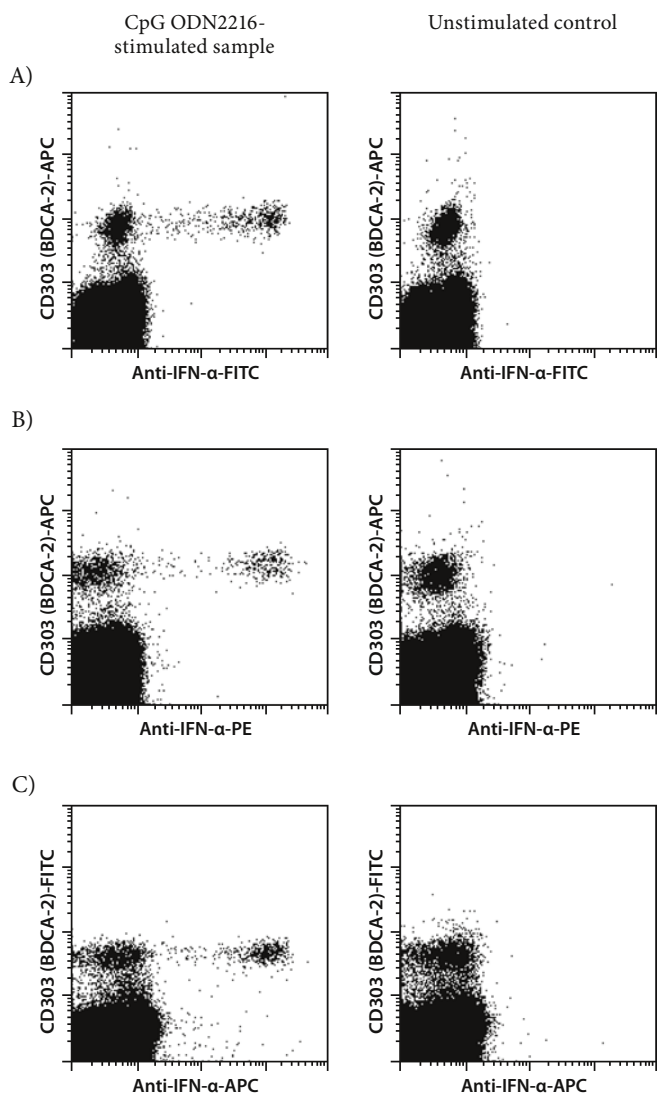 CpG ODN2216-
stimulated sample
Unstimulated control
A)
CD303 (BDCA-2)-APC
Anti-IFN-α-FITC
CD303 (BDCA-2)-APC
Anti-IFN-α-FITC
B)
CD303 (BDCA-2)-APC
Anti-IFN-α-PE
CD303 (BDCA-2)-APC
Anti-IFN-α-PE
C)
CD303 (BDCA-2)-FITC
Anti-IFN-α-APC
CD303 (BDCA-2)-FITC
Anti-IFN-α-APC